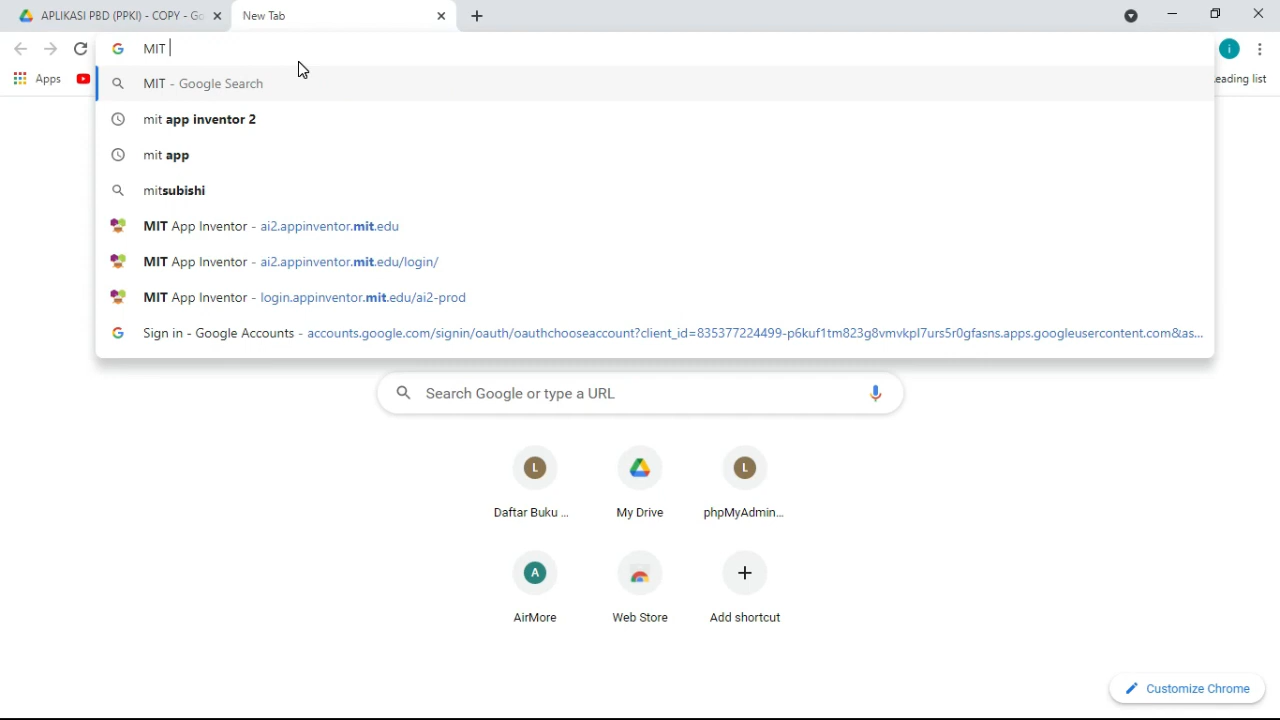 APLIKASI PBD (PPKI) - COPY - Go
New Tab
MIT
Apps
eading list
i
MIT - Google Search
mit app inventor 2
mit app
mitsubishi
MIT App Inventor - ai2.appinventor.mit.edu
MIT App Inventor - ai2.appinventor.mit.edu/login/
MIT App Inventor - login.appinventor.mit.edu/ai2-prod
Sign in - Google Accounts - accounts.google.com/signin/oauth/oauthchooseaccount?client_id=835377224499-p6kuf1tm823g8vmvkpl7urs5r0gfasns.apps.googleusercontent.com&as...
Search Google or type a URL
L
L
Daftar Buku ...
My Drive
phpMyAdmin...
A
AirMore
Web Store
Add shortcut
Customize Chrome